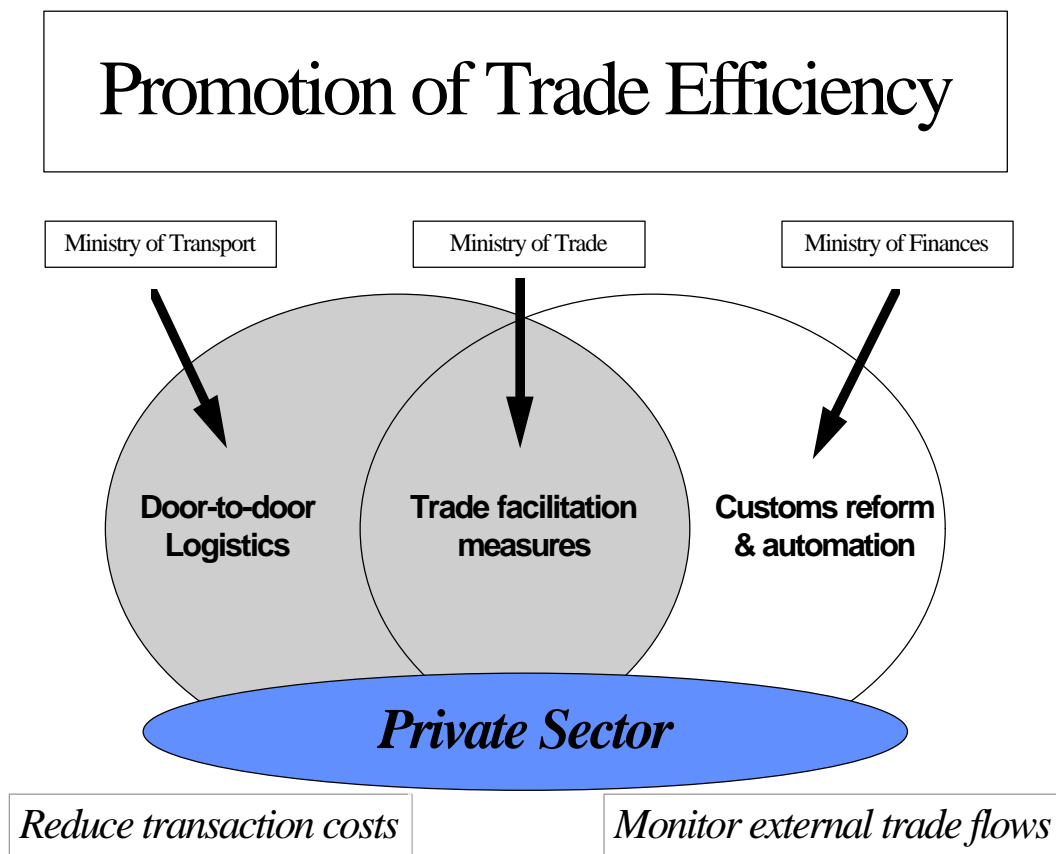 Promotion of Trade Efficiency
Ministry of Transport
Ministry of Trade
Ministry of Finances
Door-to-door
Logistics
Trade facilitation
measures
Customs reform
& automation
Private Sector
Reduce transaction costs
Monitor external trade flows